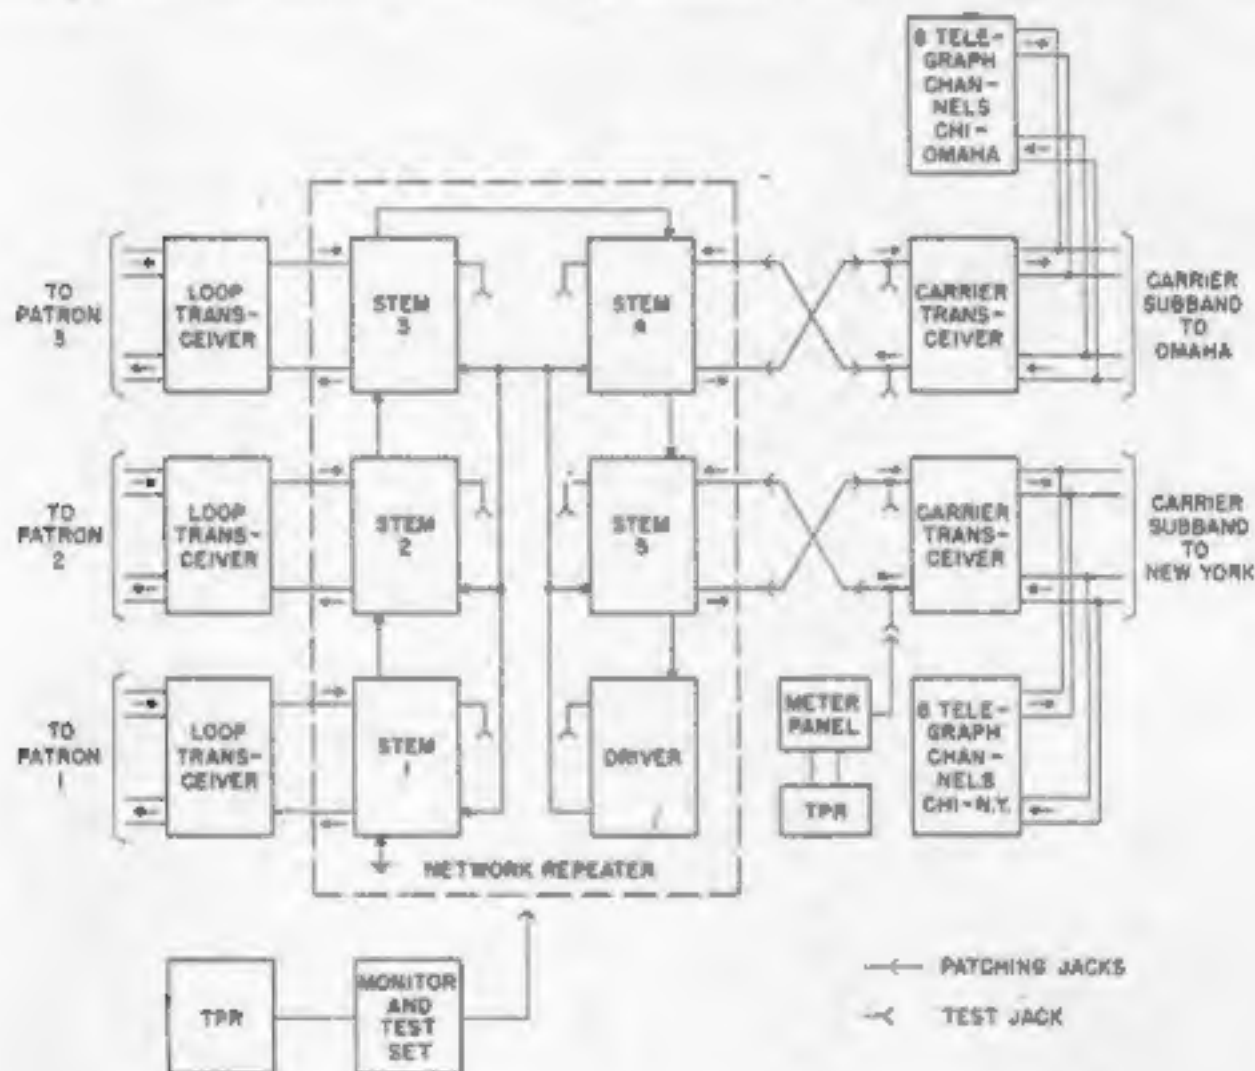 6 TELE-
GRAPH
CHAN-
NELS
CHI-
OMAHA
TO
PATRON
3
LOOP
TRANS-
CEIVER
STEM
3
STEM
4
CARRIER
TRANS-
CEIVER
CARRIER
SUBBAND
TO
OMAHA
TO
PATRON
2
LOOP
TRANS-
CEIVER
STEM
2
STEM
5
CARRIER
TRANS-
CEIVER
CARRIER
SUBBAND
TO
NEW YORK
TO
PATRON
1
LOOP
TRANS-
CEIVER
STEM
1
DRIVER
METER
PANEL
TPR
6 TELE-
GRAPH
CHAN-
NELS
CHI-N.Y.
NETWORK REPEATER
TPR
MONITOR
AND
TEST
SET
PATCHING JACKS
TEST JACK